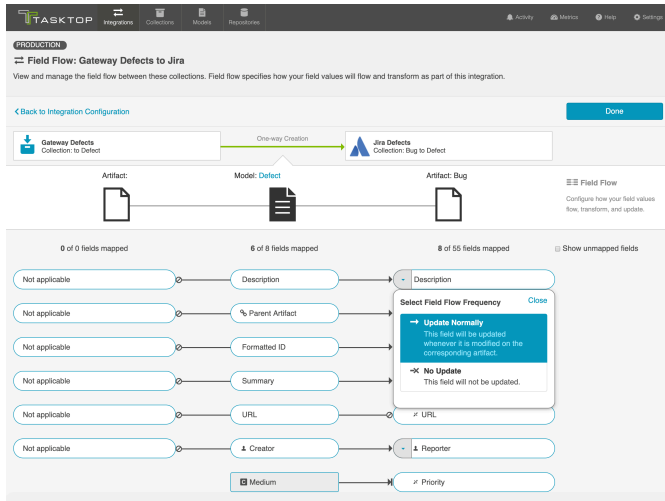 TASKTOP
Integrations
Collections
Models
Repositories
Activity
Metrics
Help
Settings
PRODUCTION
Field Flow: Gateway Defects to Jira
View and manage the field flow between these collections. Field flow specifies how your field values will flow and transform as part of this integration.
Back to Integration Configuration
Done
Gateway Defects
Collection: to Defect
One-way Creation
Jira Defects
Collection: Bug to Defect
Artifact:
Model: Defect
Artifact: Bug
Field Flow
Configure how your field values
flow, transform, and update.
0 of 0 fields mapped
6 of 8 fields mapped
8 of 55 fields mapped
Show unmapped fields
Not applicable
Description
Description
Select Field Flow Frequency
Close
Update Normally
This field will be updated
whenever it is modified on the
corresponding artifact.
No Update
This field will not be updated.
Not applicable
Parent Artifact
Not applicable
Formatted ID
Not applicable
Summary
Not applicable
URL
URL
Not applicable
Creator
Reporter
C Medium
Priority